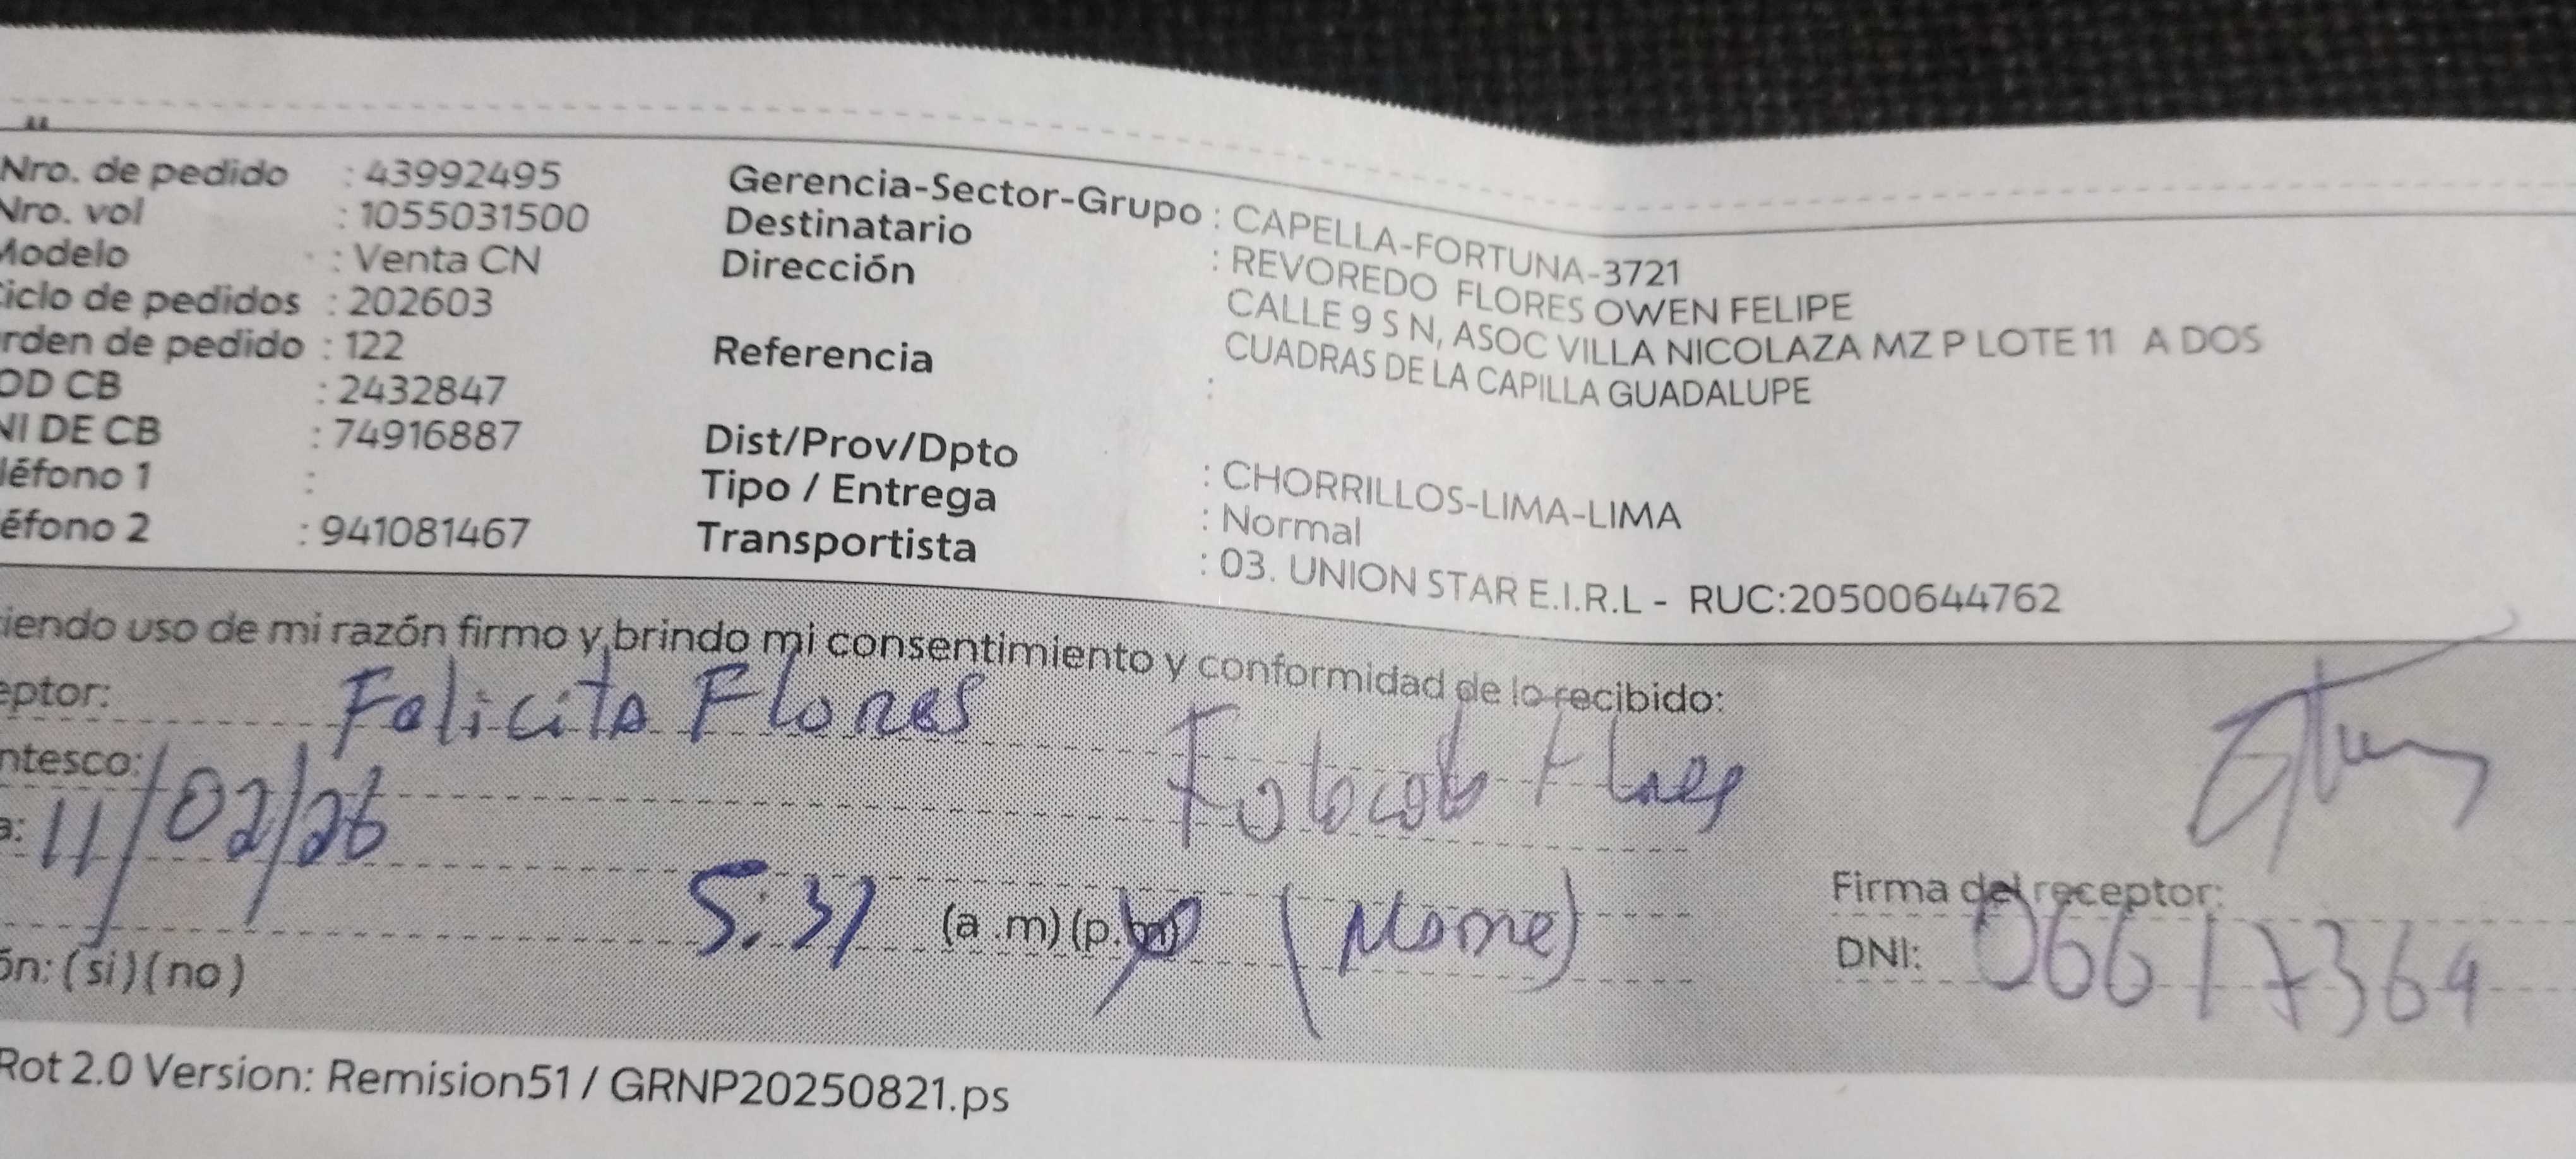 Nro. de pedido : 43992495
Nro. vol : 1055031500
Modelo : Venta CN
iclo de pedidos : 202603
rden de pedido : 122
OD CB : 2432847
NI DE CB : 74916887
léfono 1 :
éfono 2 : 941081467
Gerencia-Sector-Grupo : CAPELLA-FORTUNA-3721
Destinatario : REVOREDO FLORES OWEN FELIPE
Dirección CALLE 9 S N, ASOC VILLA NICOLAZA MZ P LOTE 11 A DOS
CUADRAS DE LA CAPILLA GUADALUPE
Referencia :
Dist/Prov/Dpto : CHORRILLOS-LIMA-LIMA
Tipo / Entrega : Normal
Transportista : 03. UNION STAR E.I.R.L - RUC:20500644762
iendo uso de mi razón firmo y brindo mi consentimiento y conformidad de lo recibido:
eptor: Felicita Flores
ntesco: Flores
a: 11/02/26
5:31 (a .m) (p.m) (Mome)
ón: (si) (no)
Firma del receptor:
DNI: 06617364
Rot 2.0 Version: Remision51 / GRNP20250821.ps